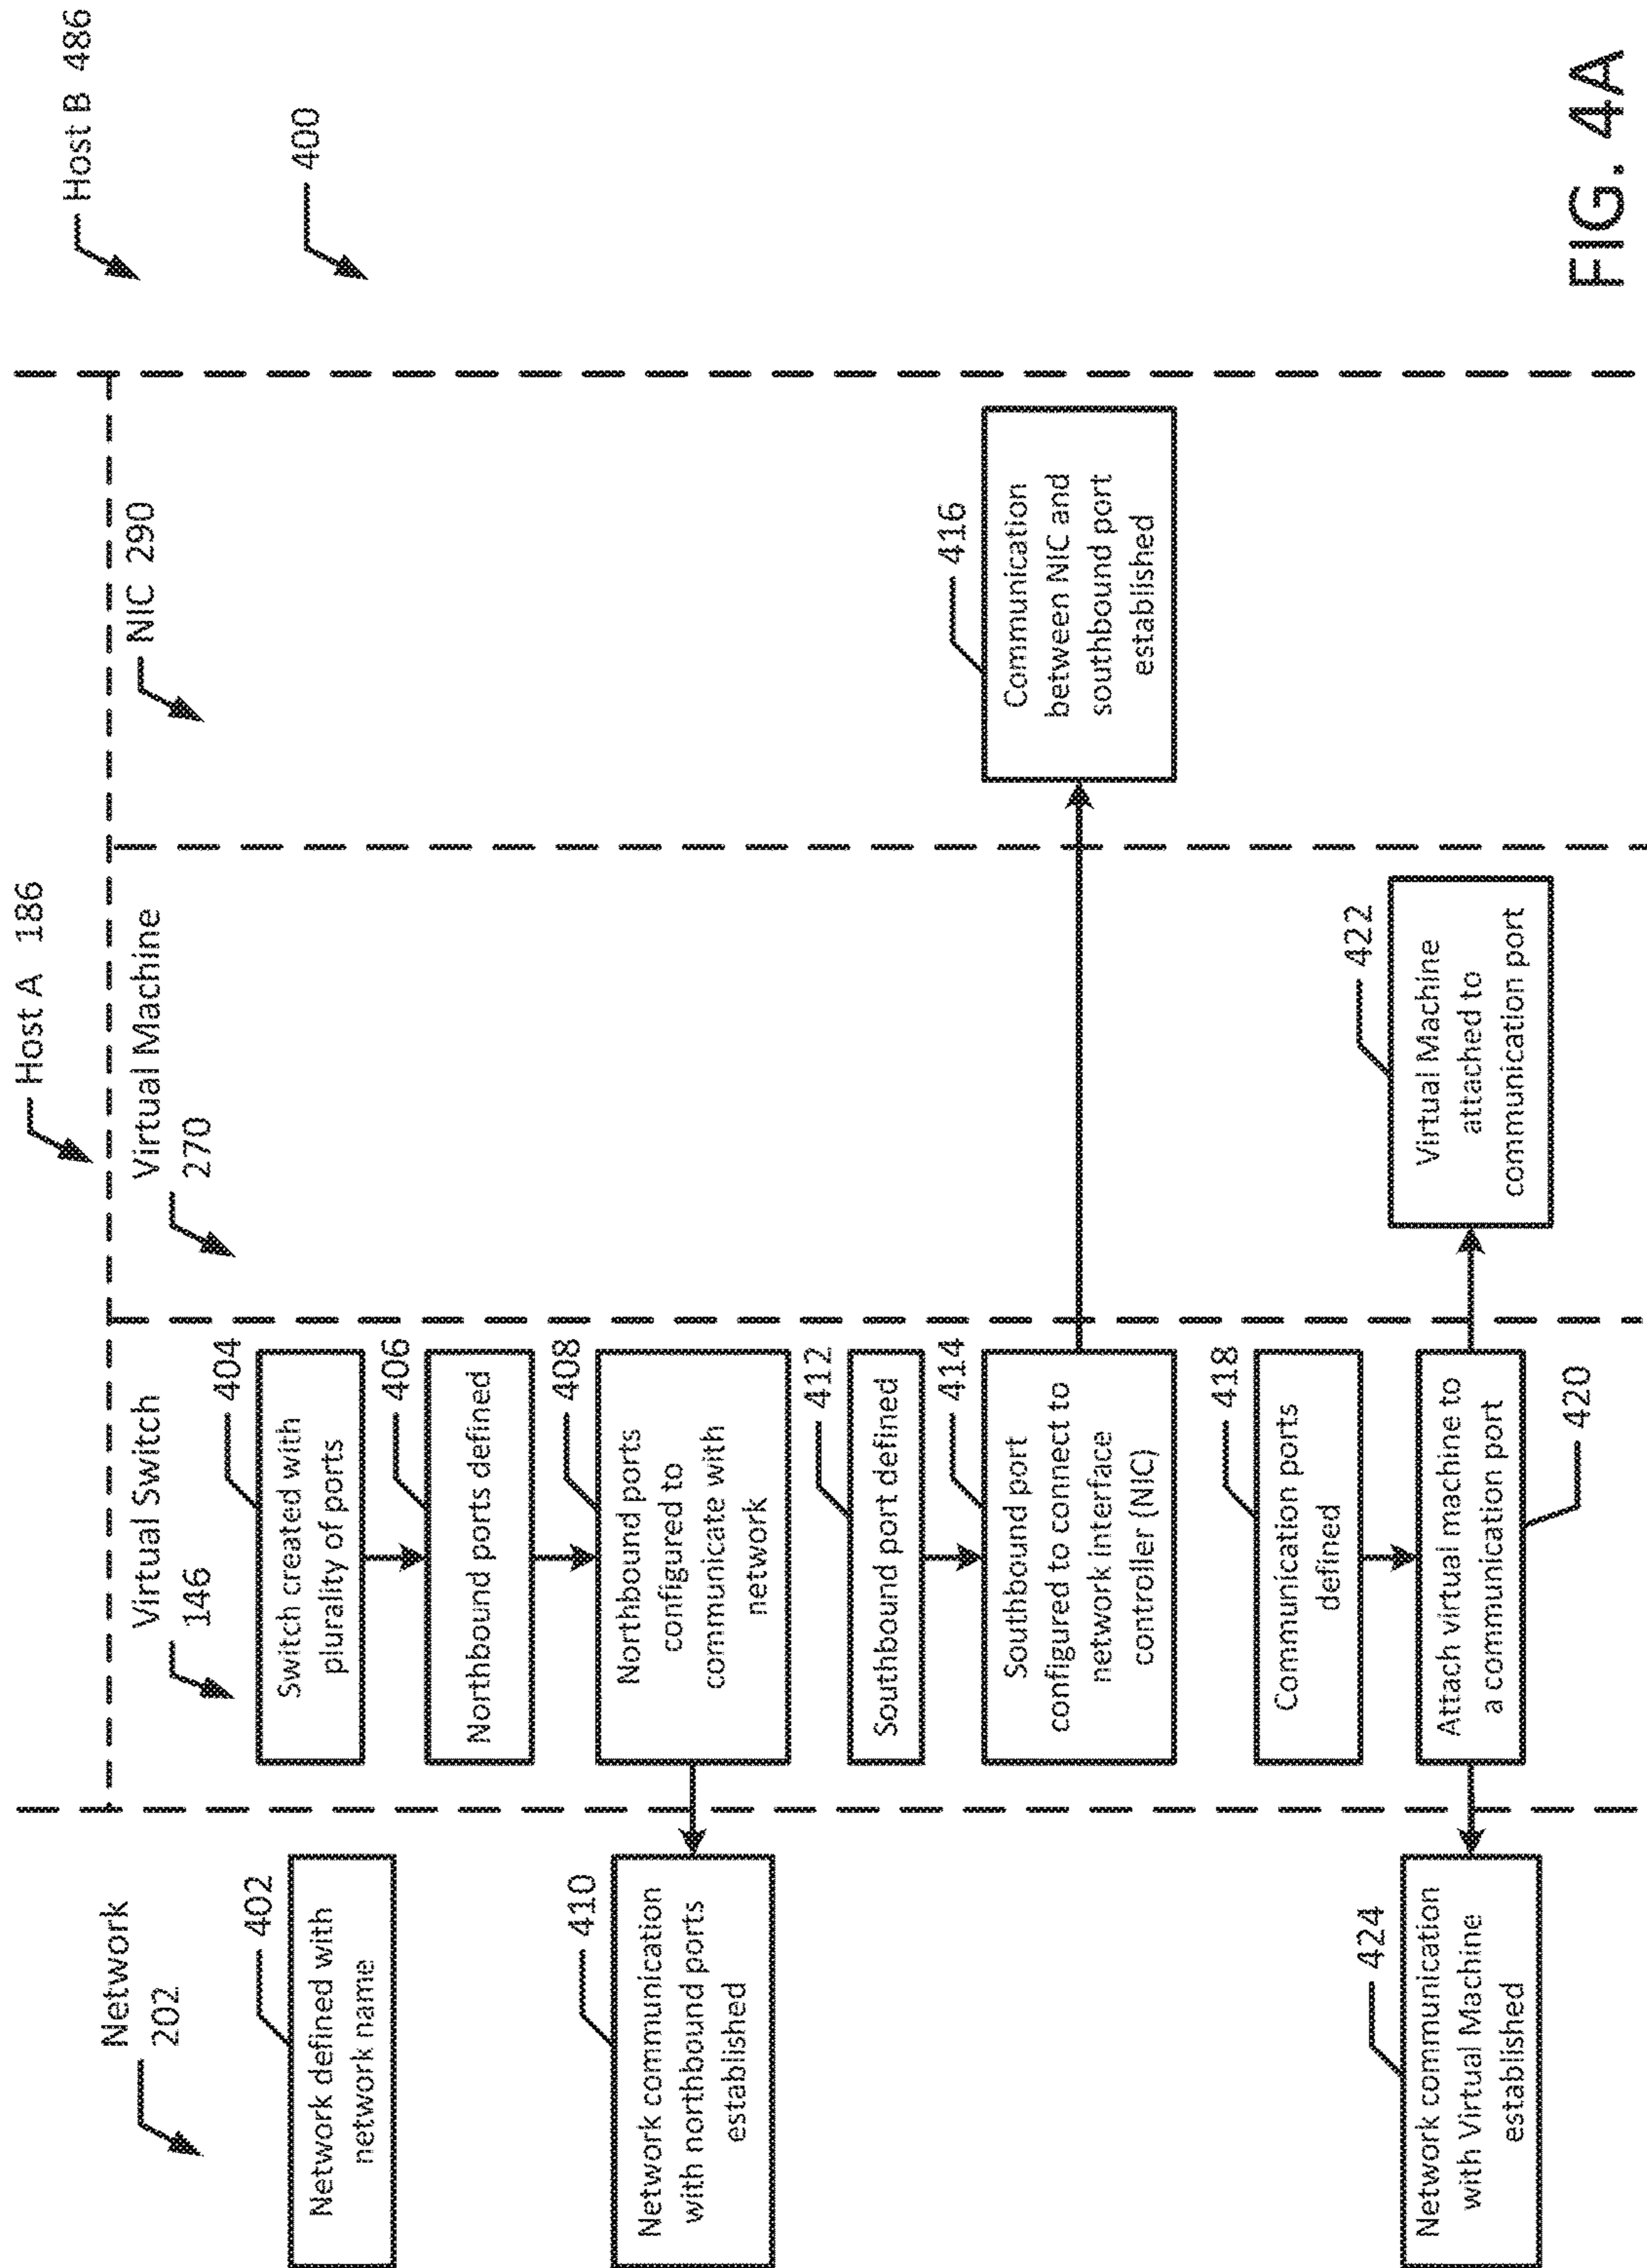 Host A 186
Host B 486
Network
202
Virtual Switch
146
Virtual Machine
270
NIC 290
400
402
Network defined with
network name
404
Switch created with
plurality of ports
406
Northbound ports defined
408
Northbound ports
configured to
communicate with
network
410
Network communication
with northbound ports
established
412
Southbound port defined
414
Southbound port
configured to connect to
network interface
controller (NIC)
416
Communication
between NIC and
southbound port
established
418
Communication ports
defined
Attach virtual machine to
a communication port
420
422
Virtual Machine
attached to
communication port
424
Network communication
with Virtual Machine
established
FIG. 4A